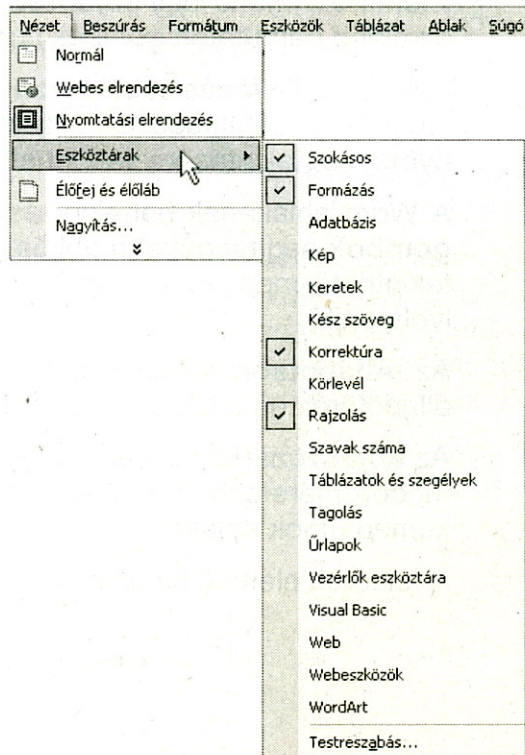 Nézet Beszúrás Formátum Eszközök Táblázat Ablak Súgó
Normál
Webes elrendezés
Nyomtatási elrendezés
Eszköztárak
Élőfej és élőláb
Nagyítás...
Szokásos
Formázás
Adatbázis
Kép
Keretek
Kész szöveg
Korrektúra
Körlevél
Rajzolás
Szavak száma
Táblázatok és szegélyek
Tagolás
Űrlapok
Vezérlők eszköztára
Visual Basic
Web
Webeszközök
WordArt
Testreszabás...